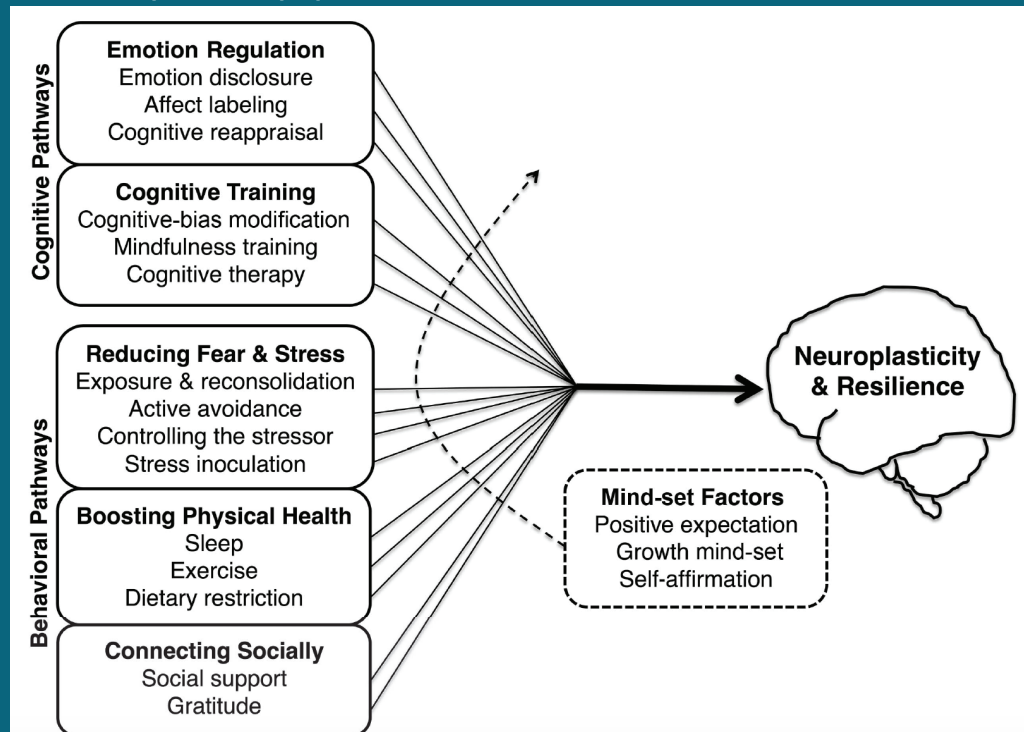 Cognitive Pathways
Emotion Regulation
Emotion disclosure
Affect labeling
Cognitive reappraisal
Cognitive Training
Cognitive-bias modification
Mindfulness training
Cognitive therapy
Behavioral Pathways
Reducing Fear & Stress
Exposure & reconsolidation
Active avoidance
Controlling the stressor
Stress inoculation
Boosting Physical Health
Sleep
Exercise
Dietary restriction
Connecting Socially
Social support
Gratitude
Mind-set Factors
Positive expectation
Growth mind-set
Self-affirmation
Neuroplasticity
& Resilience